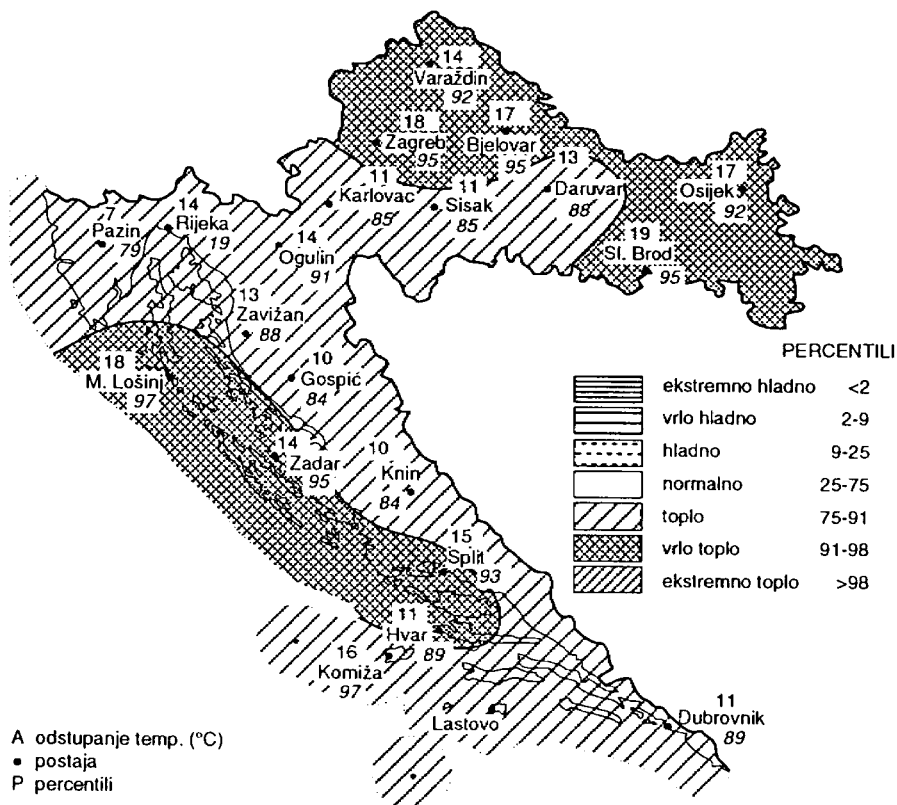 14
Varaždin
92
18
Zagreb
95
17
Bjelovar
95
13
Daruvar
88
17
Osijek
92
19
Sl. Brod
95
11
Karlovac
85
11
Sisak
85
7
Pazin
79
14
Rijeka
19
14
Ogulin
91
13
Zavižan
88
10
Gospić
84
18
M. Lošinj
97
14
Zadar
95
10
Knin
84
15
Split
93
11
Hvar
89
16
Komiža
97
Lastovo
11
Dubrovnik
89
PERCENTILI
ekstremno hladno <2
vrlo hladno 2-9
hladno 9-25
normalno 25-75
toplo 75-91
vrlo toplo 91-98
ekstremno toplo >98
A odstupanje temp. (°C)
• postaja
P percentili